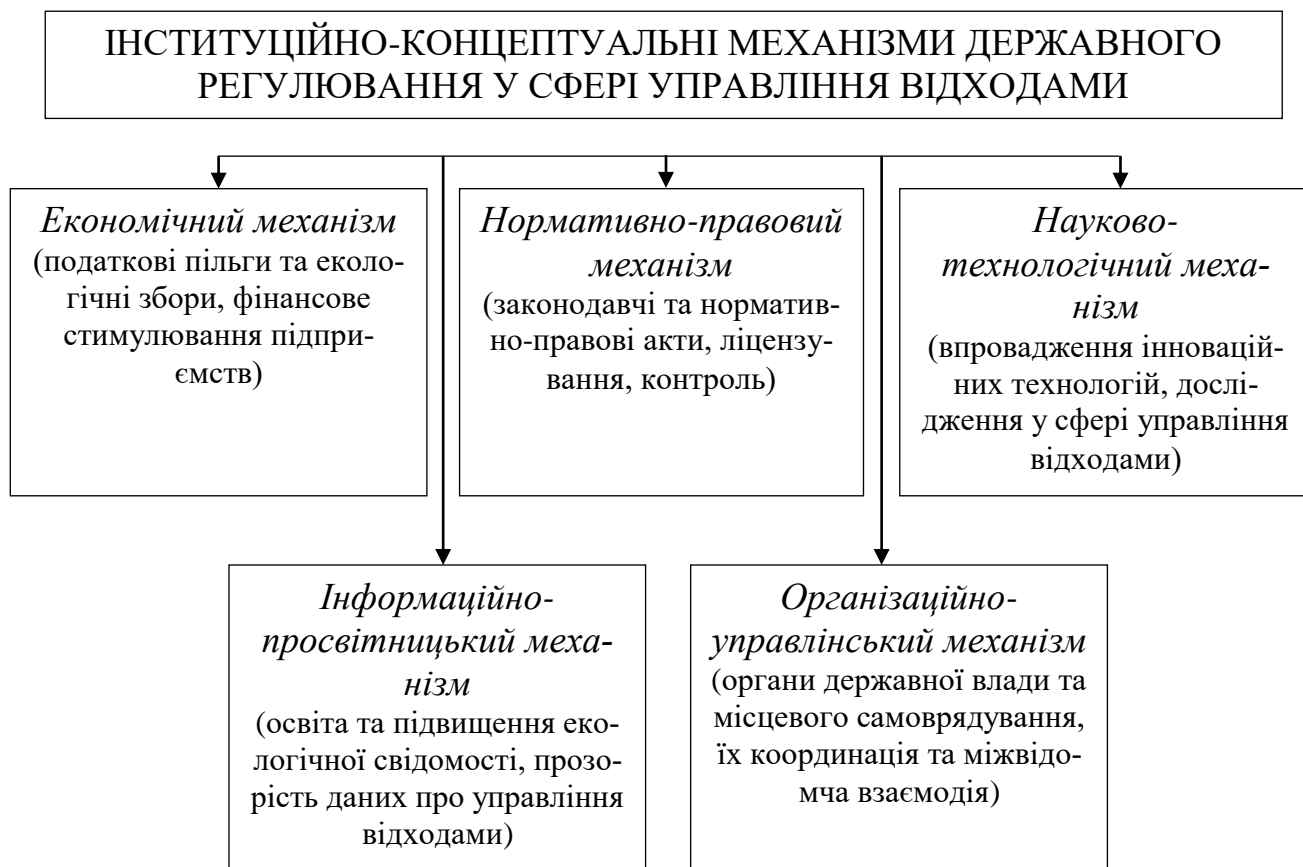 ІНСТИТУЦІЙНО-КОНЦЕПТУАЛЬНІ МЕХАНІЗМИ ДЕРЖАВНОГО
РЕГУЛЮВАННЯ У СФЕРІ УПРАВЛІННЯ ВІДХОДАМИ
Економічний механізм
(податкові пільги та еколо-
гічні збори, фінансове
стимулювання підпри-
ємств)
Нормативно-правовий
механізм
(законодавчі та норматив-
но-правові акти, ліцензу-
вання, контроль)
Науково-
технологічний меха-
нізм
(впровадження інновацій-
них технологій, дослі-
дження у сфері управління
відходами)
Інформаційно-
просвітницький меха-
нізм
(освіта та підвищення еко-
логічної свідомості, прозо-
рість даних про управління
відходами)
Організаційно-
управлінський механізм
(органи державної влади та
місцевого самоврядування,
їх координація та міжвідо-
мча взаємодія)